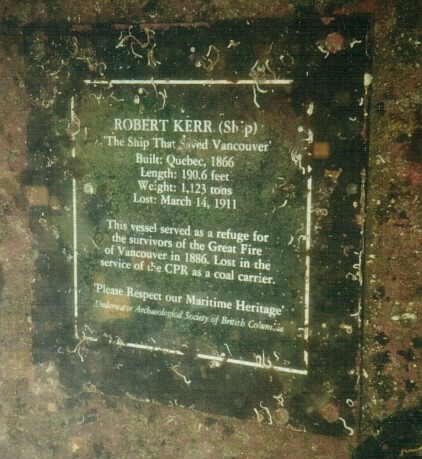 ROBERT KERR (Ship)
'The Ship That Saved Vancouver'
Built: Quebec, 1866
Length: 190.6 feet
Weight: 1,123 tons
Lost: March 14, 1911
This vessel served as a refuge for
the survivors of the Great Fire
of Vancouver in 1886. Lost in the
service of the CPR as a coal carrier.
'Please Respect our Maritime Heritage'
Underwater Archaeological Society of British Columbia